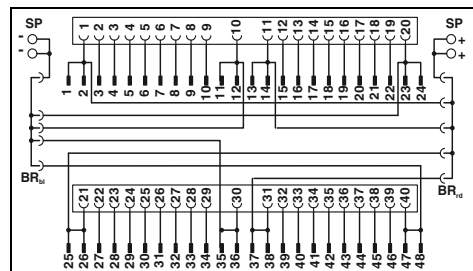 SP SP
1 2 3 4 5 6 7 8 9 10 11 12 13 14 15 16 17 18 19 20
- +
- +
1 2 3 4 5 6 7 8 9 10 11 12 13 14 15 16 17 18 19 20 21 22 23 24
BRbl BRrd
21 22 23 24 25 26 27 28 29 30 31 32 33 34 35 36 37 38 39 40
25 26 27 28 29 30 31 32 33 34 35 36 37 38 39 40 41 42 43 44 45 46 47 48